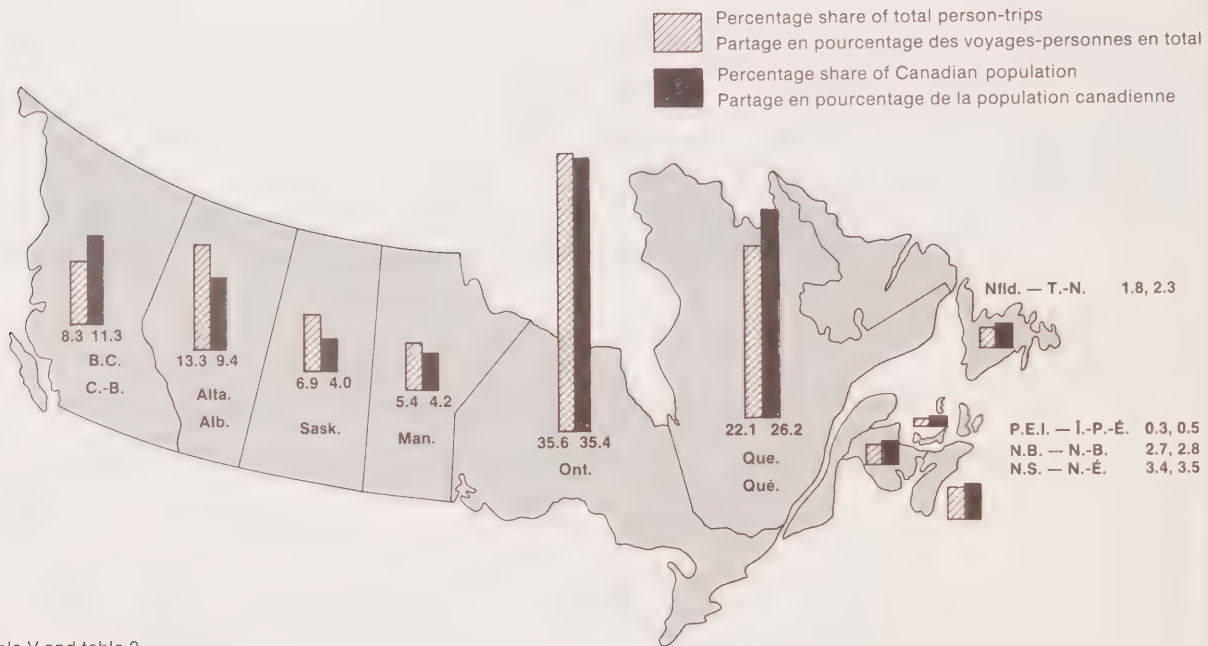 Percentage share of total person-trips
Partage en pourcentage des voyages-personnes en total
Percentage share of Canadian population
Partage en pourcentage de la population canadienne
8.3 11.3
B.C.
C.-B.
13.3 9.4
Alta.
Alb.
6.9 4.0
Sask.
5.4 4.2
Man.
35.6 35.4
Ont.
22.1 26.2
Que.
Qué.
Nfld. — T.-N. 1.8, 2.3
P.E.I. — Î.-P.-É. 0.3, 0.5
N.B. — N.-B. 2.7, 2.8
N.S. — N.-É. 3.4, 3.5
V and table